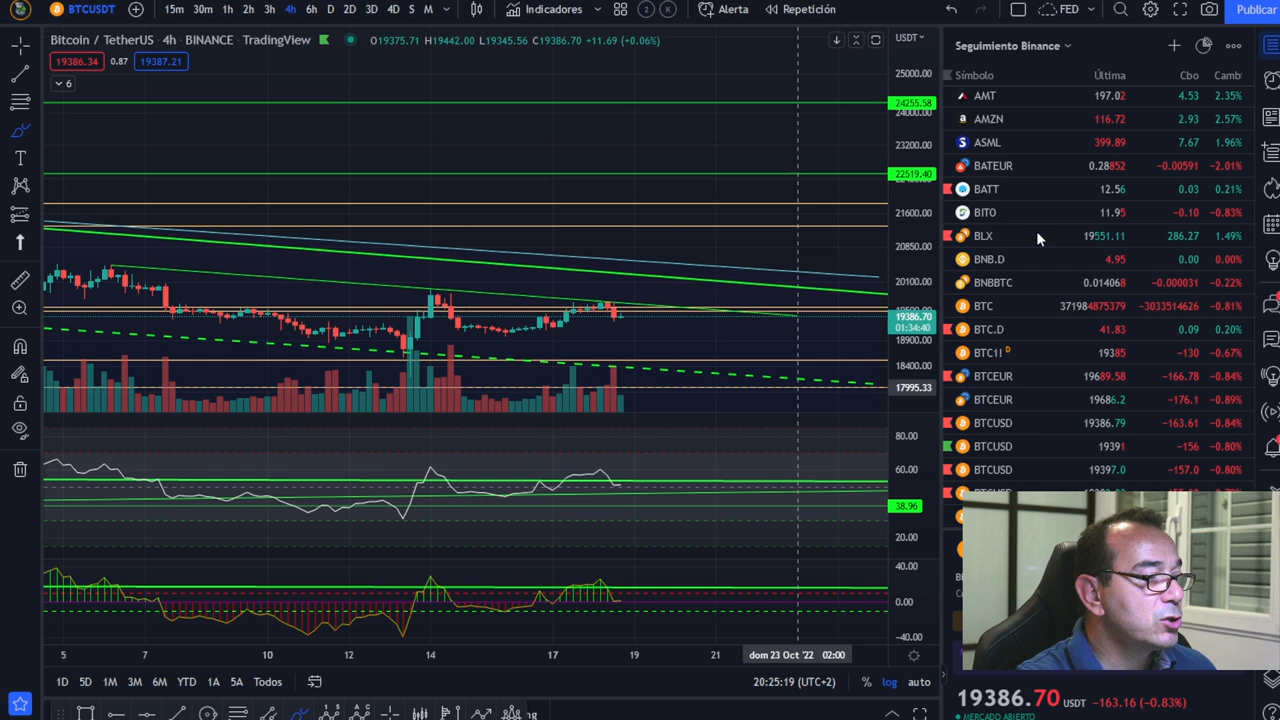 BTCUSDT 15m 30m 1h 2h 3h 4h 6h D 2D 3D 4D S M Indicadores 2 K Alerta Repetición FED Publicar
Bitcoin / TetherUS · 4h · BINANCE · TradingView O19375.71 H19442.00 L19345.56 C19386.70 +11.69 (+0.06%) USDT
19386.34 0.87 19387.21
6
25000.00
24255.58
24000.00
23200.00
22519.40
21600.00
20850.00
20100.00
19386.70
01:34:40
18900.00
18400.00
17995.33
80.00
60.00
38.96
20.00
40.00
0.00
-40.00
5 7 10 12 14 17 19 21 dom 23 Oct '22 02:00
1D 5D 1M 3M 6M YTD 1A 5A Todos 20:25:19 (UTC+2) % log auto
Seguimiento Binance
Símbolo Última Cbo Camb
AMT 197.02 4.53 2.35%
AMZN 116.72 2.93 2.57%
ASML 399.89 7.67 1.96%
BATEUR 0.28852 -0.00591 -2.01%
BATT 12.56 0.03 0.21%
BITO 11.95 -0.10 -0.83%
BLX 19551.11 286.27 1.49%
BNB.D 4.95 0.00 0.00%
BNBBTC 0.014068 -0.000031 -0.22%
BTC 371984875379 -3033514626 -0.81%
BTC.D 41.83 0.09 0.20%
BTC1! D 19385 -130 -0.67%
BTCEUR 19689.58 -166.78 -0.84%
BTCEUR 19686.2 -176.1 -0.89%
BTCUSD 19386.79 -163.61 -0.84%
BTCUSD 19391 -156 -0.80%
BTCUSD 19397.0 -157.0 -0.80%
19386.70 USDT -163.16 (-0.83%)
MERCADO ABIERTO